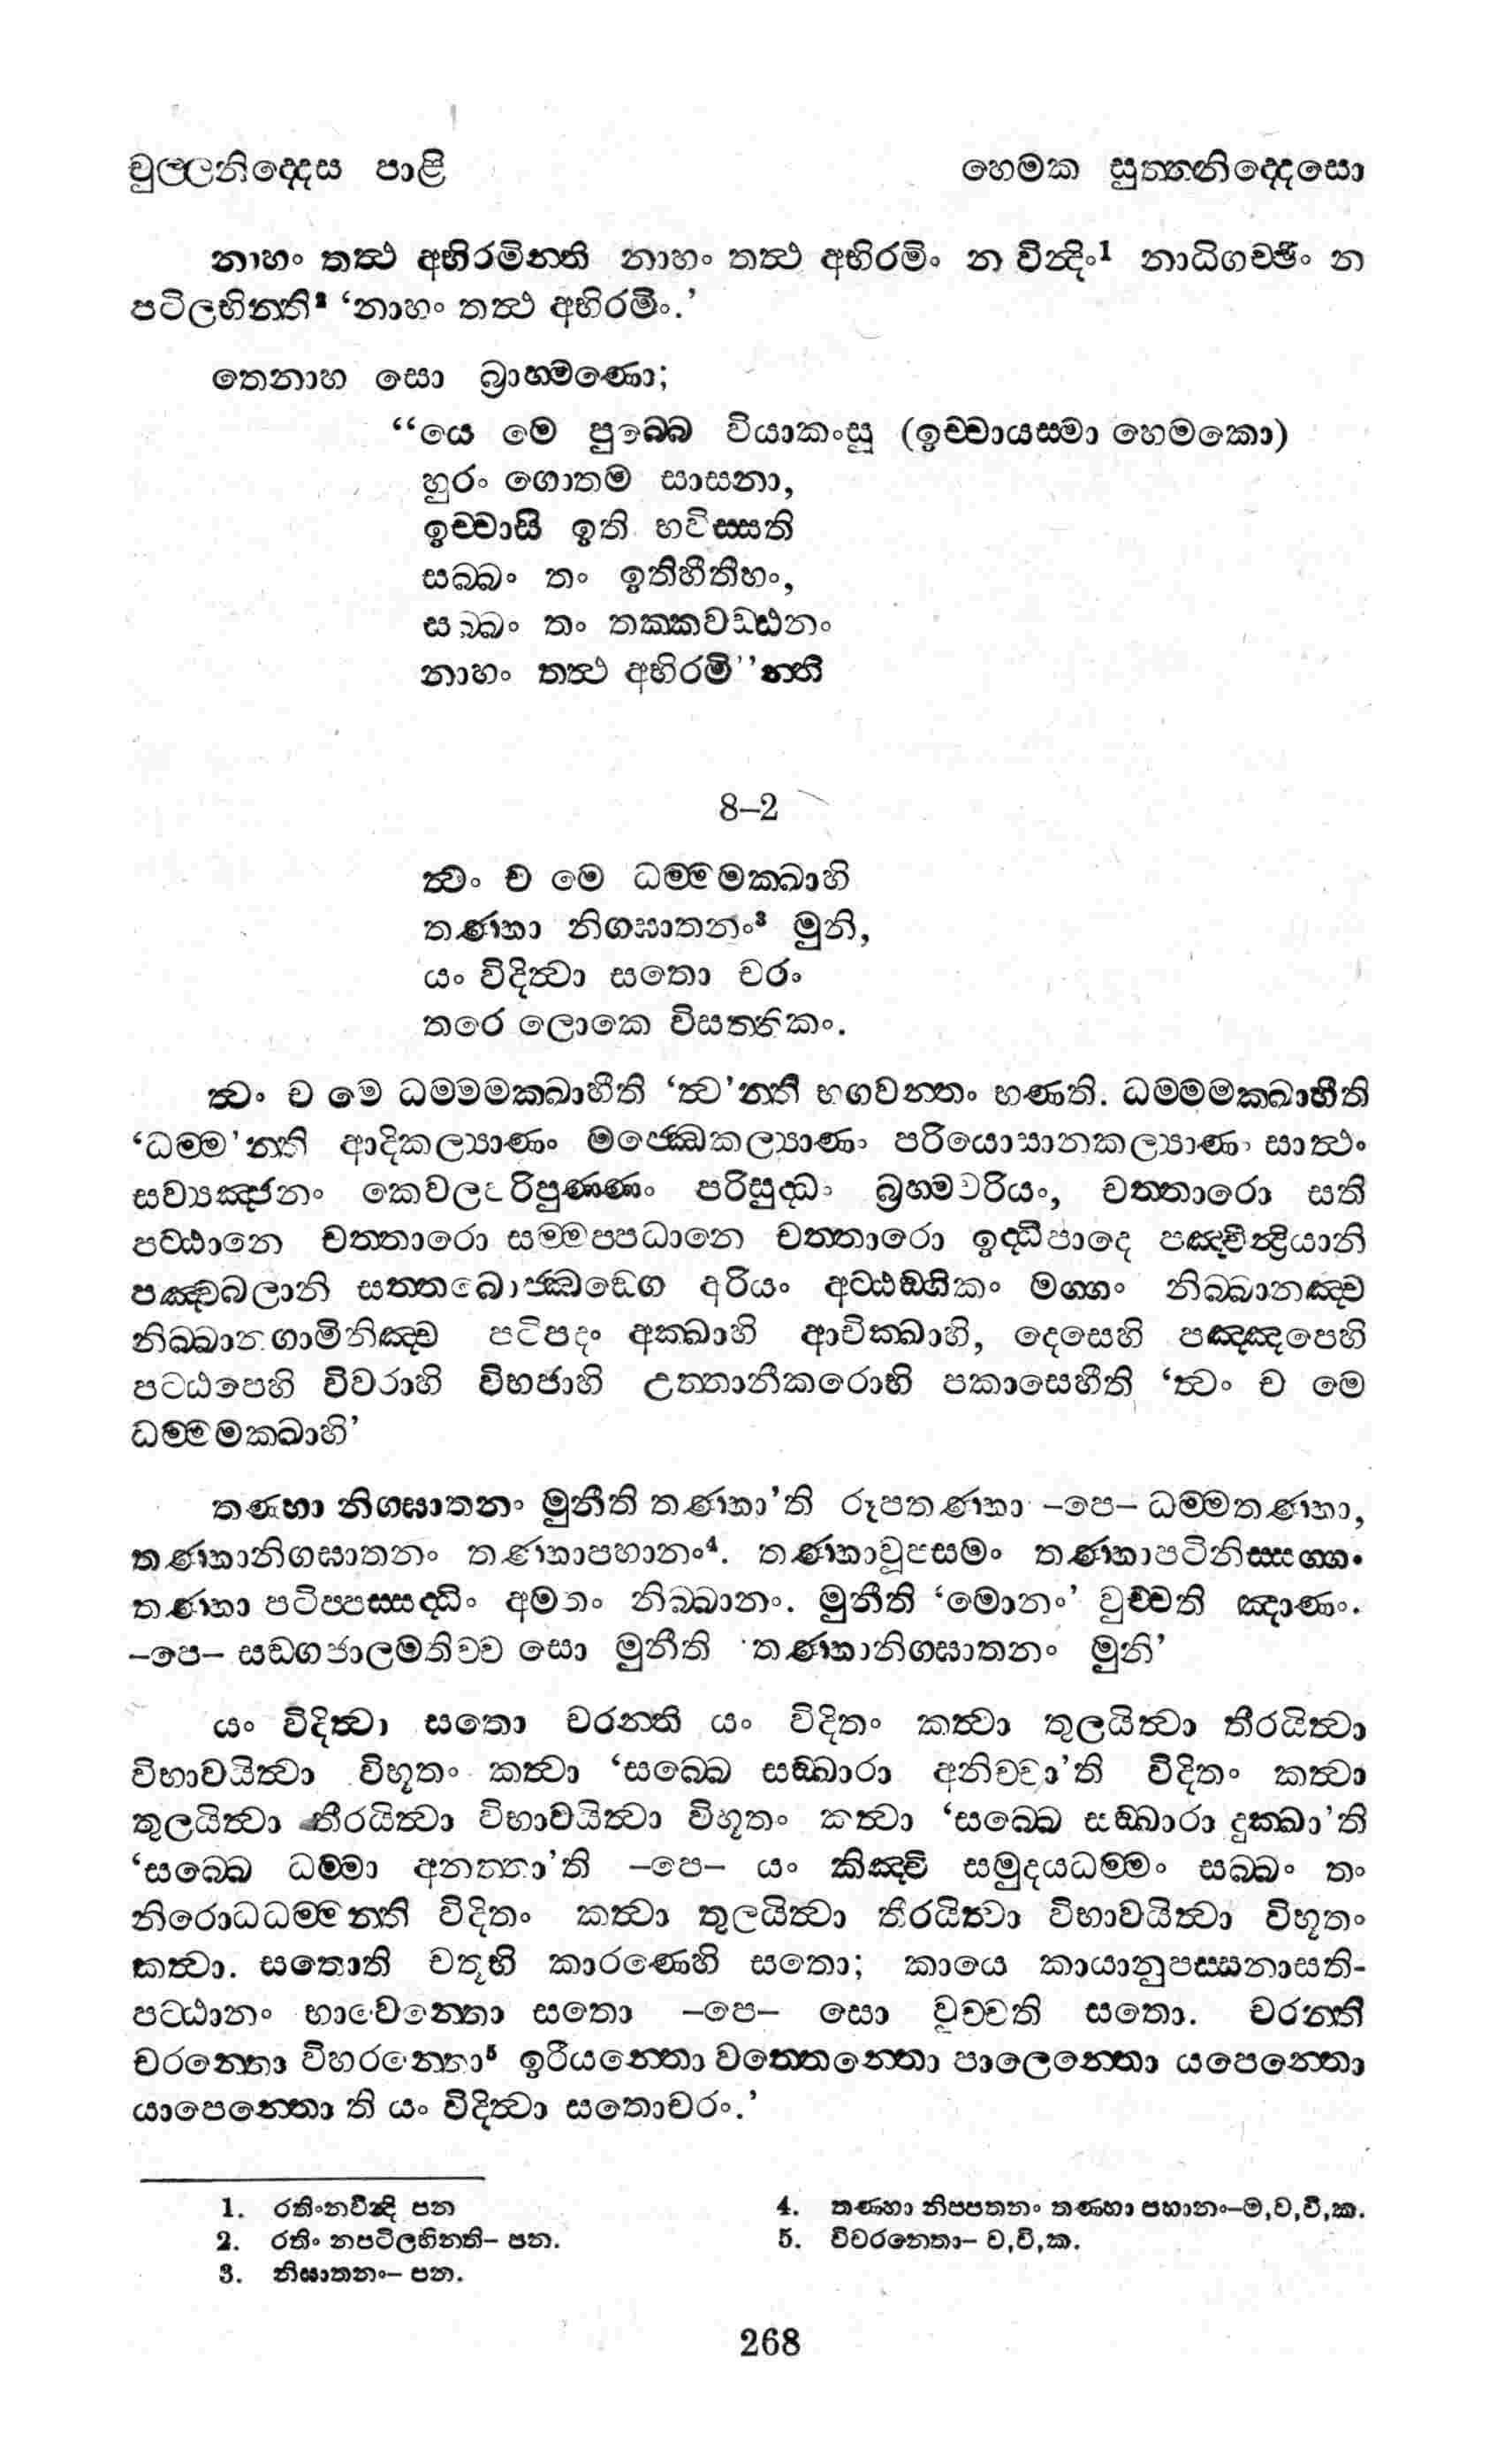 චුල්ලනිද්දෙස පාළි හෙමක සුත්තනිද්දෙසො
නාහං තත්ථ අභිරමින්ති නාහං තත්ථ අභිරමිං න වින්දිං¹ නාධිගච්ඡිං න
පටිලභින්ති² ‘නාහං තත්ථ අභිරමිං.’
තෙනාහ සො බ්‍රාහ්මණො;
“යෙ මෙ පුබ්බෙ වියාකංසු (ඉච්චායස්මා හෙමකො)
හුරං ගොතම සාසනා,
ඉච්චාසි ඉති භවිස්සති
සබ්බං තං ඉතිහීතිහං,
සබ්බං තං තක්කවඩ්ඪනං
නාහං තත්ථ අභිරමි”න්ති
8–2
ත්වං ච මෙ ධම්මමක්ඛාහි
තණ්හා නිග්ඝාතනං³ මුනි,
යං විදිත්වා සතො චරං
තරෙ ලොකෙ විසත්තිකං.
ත්වං ච මෙ ධම්මමක්ඛාහීති ‘ත්ව’න්ති භගවන්තං භණති. ධම්මමක්ඛාහීති
‘ධම්ම’න්ති ආදිකල්‍යාණං මජ්ඣෙකල්‍යාණං පරියොසානකල්‍යාණං සාත්ථං
සව්‍යඤ්ජනං කෙවලපරිපුණ්ණං පරිසුද්ධං බ්‍රහ්මචරියං, චත්තාරො සති
පට්ඨානෙ චත්තාරො සම්මප්පධානෙ චත්තාරො ඉද්ධිපාදෙ පඤ්චින්ද්‍රියානි
පඤ්චබලානි සත්තබොජ්ඣඞ්ගෙ අරියං අට්ඨඞ්ගිකං මග්ගං නිබ්බානඤ්ච
නිබ්බානගාමිනිඤ්ච පටිපදං අක්ඛාහි ආචික්ඛාහි, දෙසෙහි පඤ්ඤපෙහි
පට්ඨපෙහි විවරාහි විභජාහි උත්තානීකරොහි පකාසෙහීති ‘ත්වං ච මෙ
ධම්මමක්ඛාහි’
තණ්හා නිග්ඝාතනං මුනීති තණ්හා’ති රූපතණ්හා –පෙ– ධම්මතණ්හා,
තණ්හානිග්ඝාතනං තණ්හාපහානං⁴. තණ්හාවූපසමං තණ්හාපටිනිස්සග්ගං
තණ්හා පටිප්පස්සද්ධිං අමතං නිබ්බානං. මුනීති ‘මොනං’ වුච්චති ඤාණං.
–පෙ– සඞ්ගජාලමතිච්ච සො මුනීති ‘තණ්හානිග්ඝාතනං මුනි’
යං විදිත්වා සතො චරන්ති යං විදිතං කත්වා තුලයිත්වා තීරයිත්වා
විභාවයිත්වා විභූතං කත්වා ‘සබ්බෙ සඞ්ඛාරා අනිච්චා’ති විදිතං කත්වා
තුලයිත්වා තීරයිත්වා විභාවයිත්වා විභූතං කත්වා ‘සබ්බෙ සඞ්ඛාරා දුක්ඛා’ති
‘සබ්බෙ ධම්මා අනත්තා’ති –පෙ– යං කිඤ්චි සමුදයධම්මං සබ්බං තං
නිරොධධම්මන්ති විදිතං කත්වා තුලයිත්වා තීරයිත්වා විභාවයිත්වා විභූතං
කත්වා. සතොති චතූහි කාරණෙහි සතො; කායෙ කායානුපස්සනාසති-
පට්ඨානං භාවෙන්තො සතො –පෙ– සො වුච්චති සතො. චරන්ති
චරන්තො විහරන්තො⁵ ඉරීයන්තො වත්තෙන්තො පාලෙන්තො යපෙන්තො
යාපෙන්තො ති යං විදිත්වා සතොචරං.’
1. රතිංනවින්දි පන
2. රතිං නපටිලභින්ති– පන.
3. නිඝාතනං– පන.
4. තණ්හා නිප්පතනං තණ්හා පහානං–ම,ව,වි,ක.
5. විචරන්තො– ව,වි,ක.
268